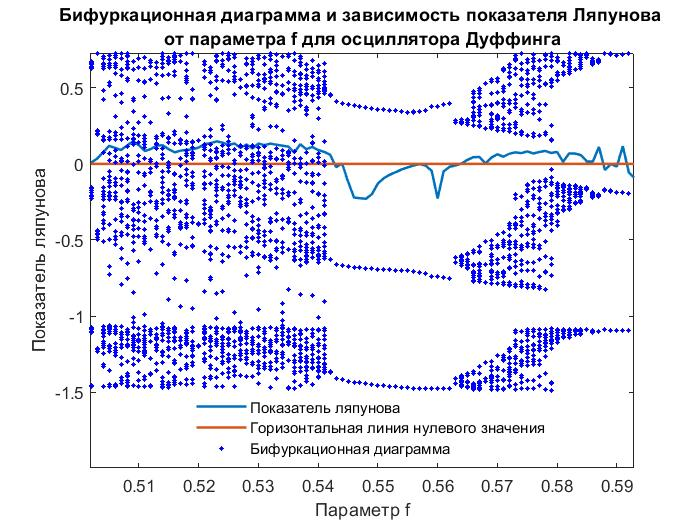 Бифуркационная диаграмма и зависимость показателя Ляпунова
от параметра f для осциллятора Дуффинга
Показатель ляпунова
0.5
0
-0.5
-1
-1.5
Показатель ляпунова
Горизонтальная линия нулевого значения
Бифуркационная диаграмма
0.51 0.52 0.53 0.54 0.55 0.56 0.57 0.58 0.59
Параметр f